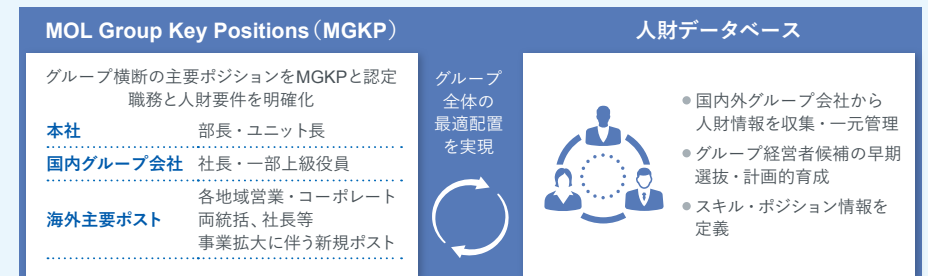 MOL Group Key Positions（MGKP）
グループ横断の主要ポジションをMGKPと認定
職務と人財要件を明確化
本社 部長・ユニット長
国内グループ会社 社長・一部上級役員
海外主要ポスト
各地域営業・コーポレート
両統括、社長等
事業拡大に伴う新規ポスト
グループ
全体の
最適配置
を実現
人財データベース
●国内外グループ会社から
人財情報を収集・一元管理
●グループ経営者候補の早期
選抜・計画的育成
●スキル・ポジション情報を
定義